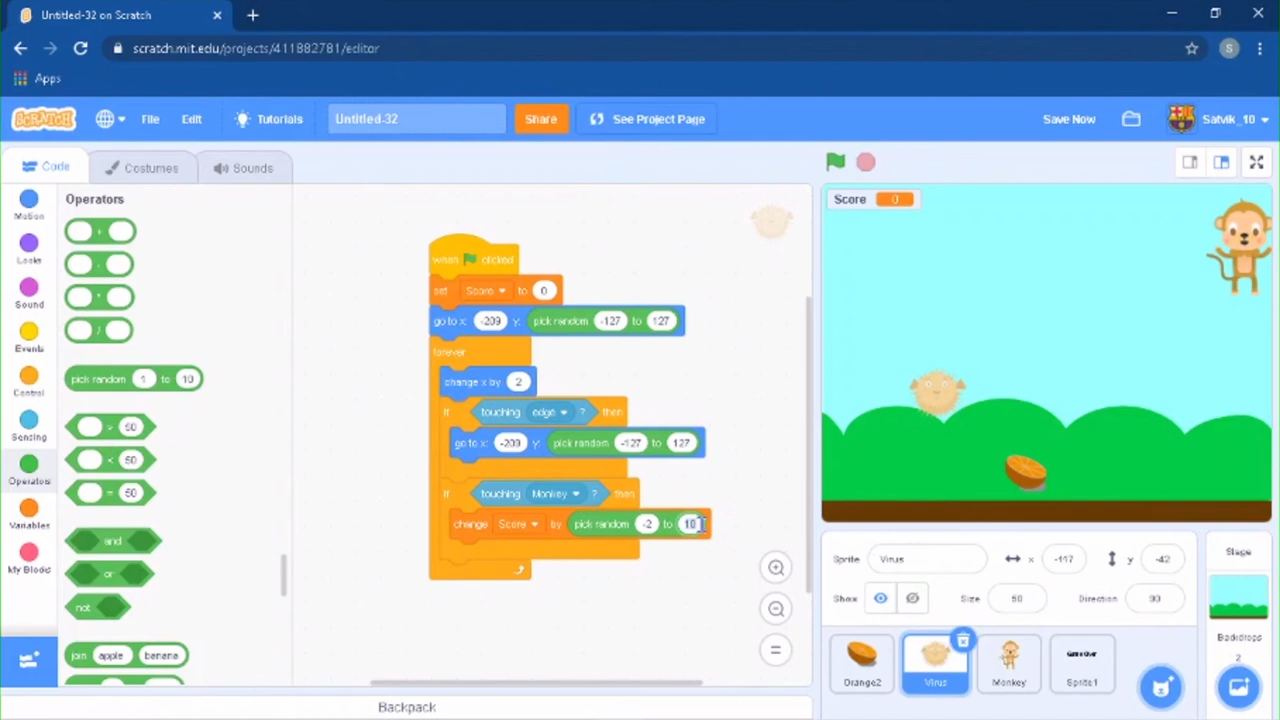 Untitled-32 on Scratch
scratch.mit.edu/projects/411882781/editor
S
Apps
SCRATCH
File
Edit
Tutorials
Untitled-32
Share
See Project Page
Save Now
Satvik_10
Code
Costumes
Sounds
Motion
Looks
Sound
Events
Control
Sensing
Operators
Variables
My Blocks
Operators
+
-
*
/
pick random 1 to 10
> 50
< 50
= 50
and
or
not
join apple banana
when clicked
set Score to 0
go to x: -209 y: pick random -127 to 127
forever
change x by 2
if touching edge ? then
go to x: -209 y: pick random -127 to 127
if touching Monkey ? then
change Score by pick random -2 to 10
Backpack
Score 0
Sprite Virus x -117 y -42
Show Size 50 Direction 90
Orange2
Virus
Monkey
Game Over
Sprite1
Stage
Backdrops
2